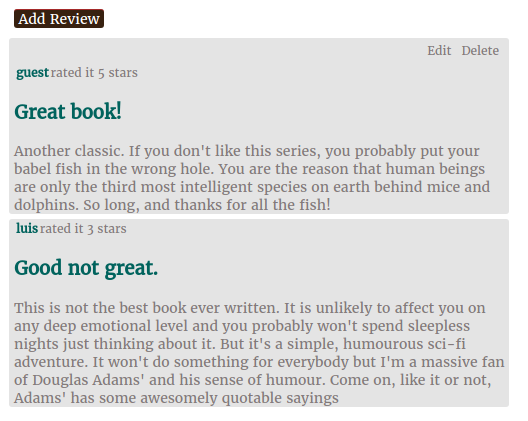 Add Review
Edit Delete
guest rated it 5 stars
Great book!
Another classic. If you don't like this series, you probably put your
babel fish in the wrong hole. You are the reason that human beings
are only the third most intelligent species on earth behind mice and
dolphins. So long, and thanks for all the fish!
luis rated it 3 stars
Good not great.
This is not the best book ever written. It is unlikely to affect you on
any deep emotional level and you probably won't spend sleepless
nights just thinking about it. But it's a simple, humourous sci-fi
adventure. It won't do something for everybody but I'm a massive fan
of Douglas Adams' and his sense of humour. Come on, like it or not,
Adams' has some awesomely quotable sayings